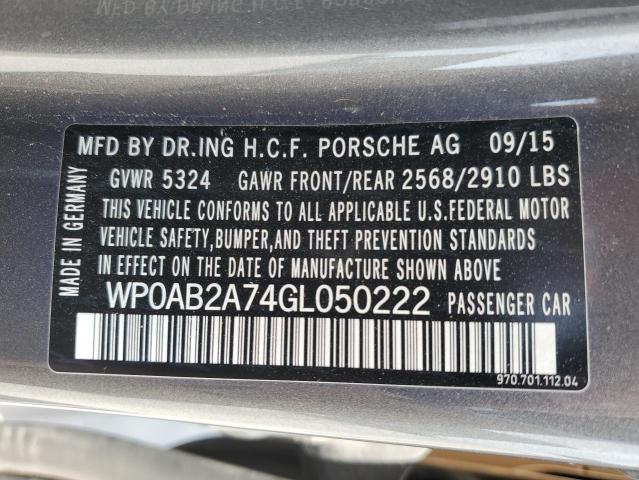 MFD BY DR.ING H.C.F. PORSCHE AG 09/15
GVWR 5324 GAWR FRONT/REAR 2568/2910 LBS
THIS VEHICLE CONFORMS TO ALL APPLICABLE U.S.FEDERAL MOTOR
VEHICLE SAFETY,BUMPER,AND THEFT PREVENTION STANDARDS
IN EFFECT ON THE DATE OF MANUFACTURE SHOWN ABOVE.
WP0AB2A74GL050222 PASSENGER CAR
970.701.112.04
MADE IN GERMANY